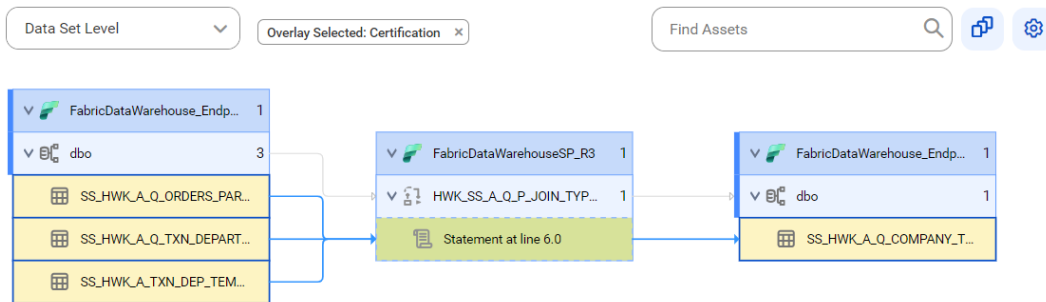 Data Set Level
Overlay Selected: Certification ×
Find Assets
FabricDataWarehouse_Endp... 1
dbo 3
SS_HWK_A_Q_ORDERS_PAR...
SS_HWK_A_Q_TXN_DEPART...
SS_HWK_A_TXN_DEP_TEM...
FabricDataWarehouseSP_R3 1
HWK_SS_A_Q_P_JOIN_TYP... 1
Statement at line 6.0
FabricDataWarehouse_Endp... 1
dbo 1
SS_HWK_A_Q_COMPANY_T...